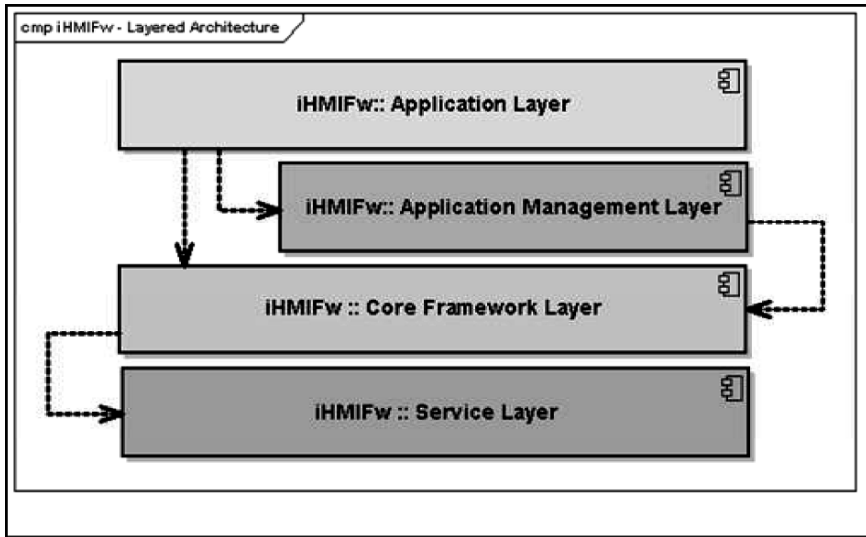 cmp iHMIFw - Layered Architecture
iHMIFw:: Application Layer
iHMIFw:: Application Management Layer
iHMIFw :: Core Framework Layer
iHMIFw :: Service Layer